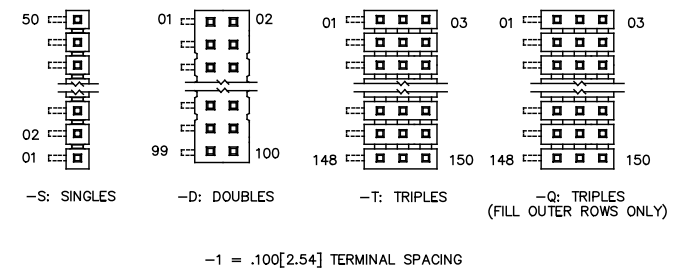 50
02
01
-S: SINGLES
01 02
99 100
-D: DOUBLES
01 03
148 150
-T: TRIPLES
01 03
148 150
-Q: TRIPLES
(FILL OUTER ROWS ONLY)
-1 = .100[2.54] TERMINAL SPACING